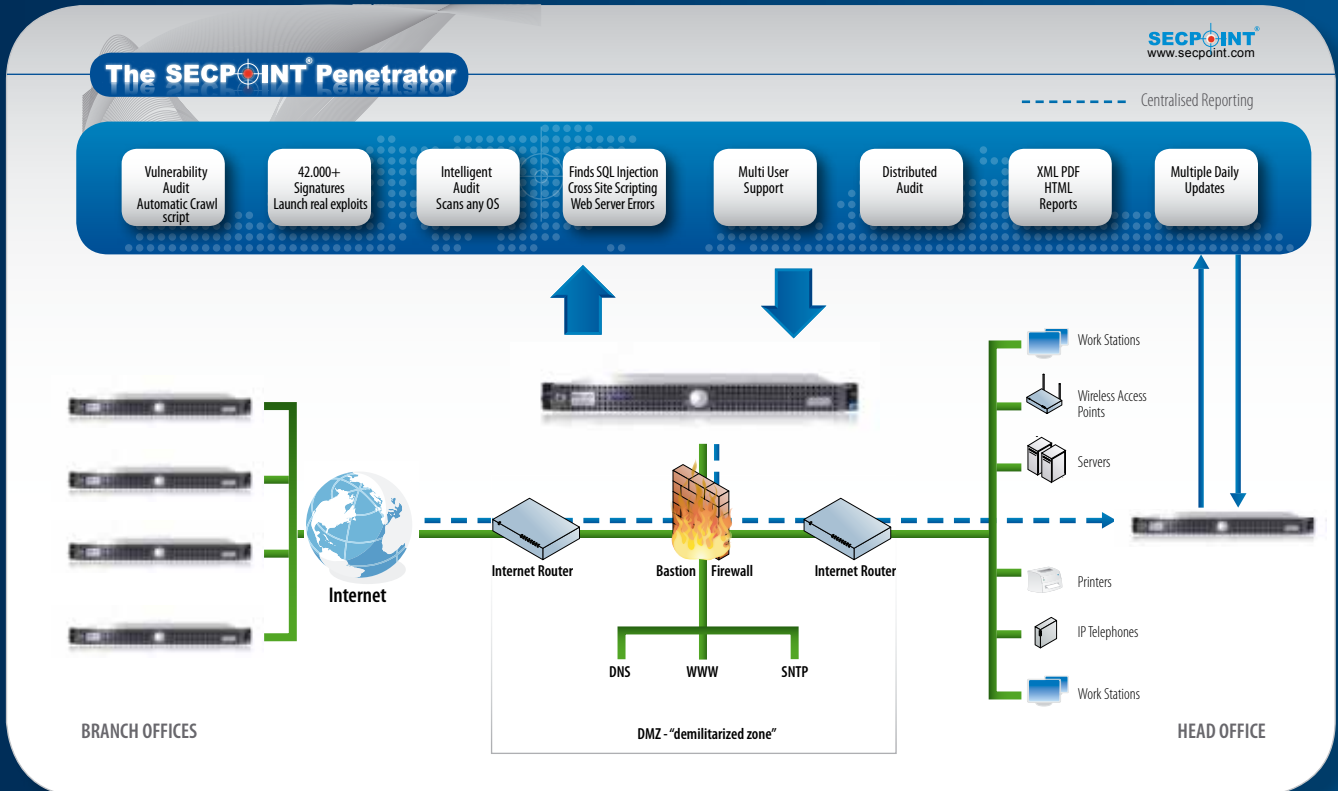 SECPOINT®
www.secpoint.com
The SECPOINT® Penetrator
Centralised Reporting
Vulnerability
Audit
Automatic Crawl
script
42.000+
Signatures
Launch real exploits
Intelligent
Audit
Scans any OS
Finds SQL Injection
Cross Site Scripting
Web Server Errors
Multi User
Support
Distributed
Audit
XML PDF
HTML
Reports
Multiple Daily
Updates
Work Stations
Wireless Access
Points
Servers
Internet Router
Bastion Firewall
Internet Router
Internet
Printers
IP Telephones
Work Stations
DNS
WWW
SNTP
BRANCH OFFICES
DMZ - "demilitarized zone"
HEAD OFFICE